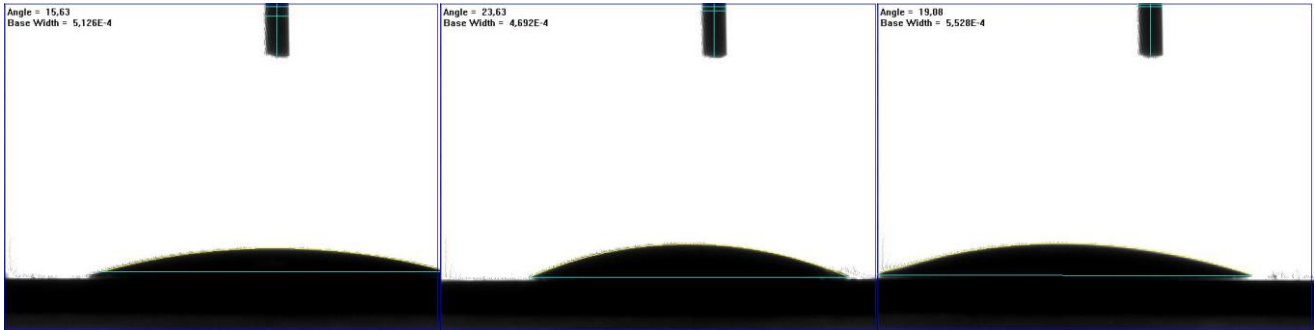 Angle = 15,63
Base Width = 5,126E-4
Angle = 23,63
Base Width = 4,692E-4
Angle = 19,08
Base Width = 5,528E-4